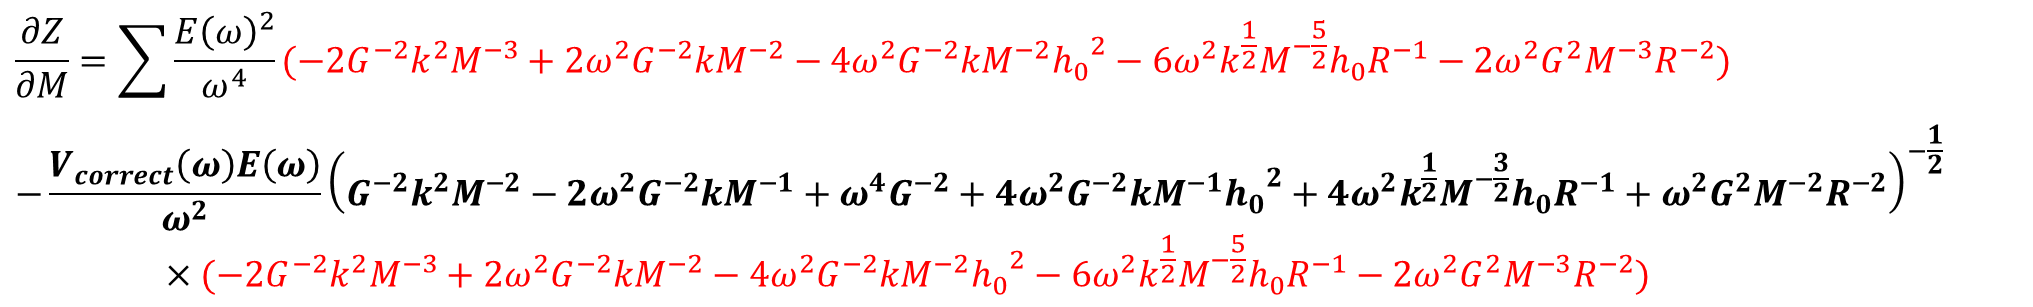 ∂Z/∂M = ∑ E(ω)²/ω⁴ (−2G⁻²k²M⁻³ + 2ω²G⁻²kM⁻² − 4ω²G⁻²kM⁻²h₀² − 6ω²k^(1/2)M^(−5/2)h₀R⁻¹ − 2ω²G²M⁻³R⁻²)
− V_correct(ω)E(ω)/ω² (G⁻²k²M⁻² − 2ω²G⁻²kM⁻¹ + ω⁴G⁻² + 4ω²G⁻²kM⁻¹h₀² + 4ω²k^(1/2)M^(−3/2)h₀R⁻¹ + ω²G²M⁻²R⁻²)^(−1/2)
× (−2G⁻²k²M⁻³ + 2ω²G⁻²kM⁻² − 4ω²G⁻²kM⁻²h₀² − 6ω²k^(1/2)M^(−5/2)h₀R⁻¹ − 2ω²G²M⁻³R⁻²)